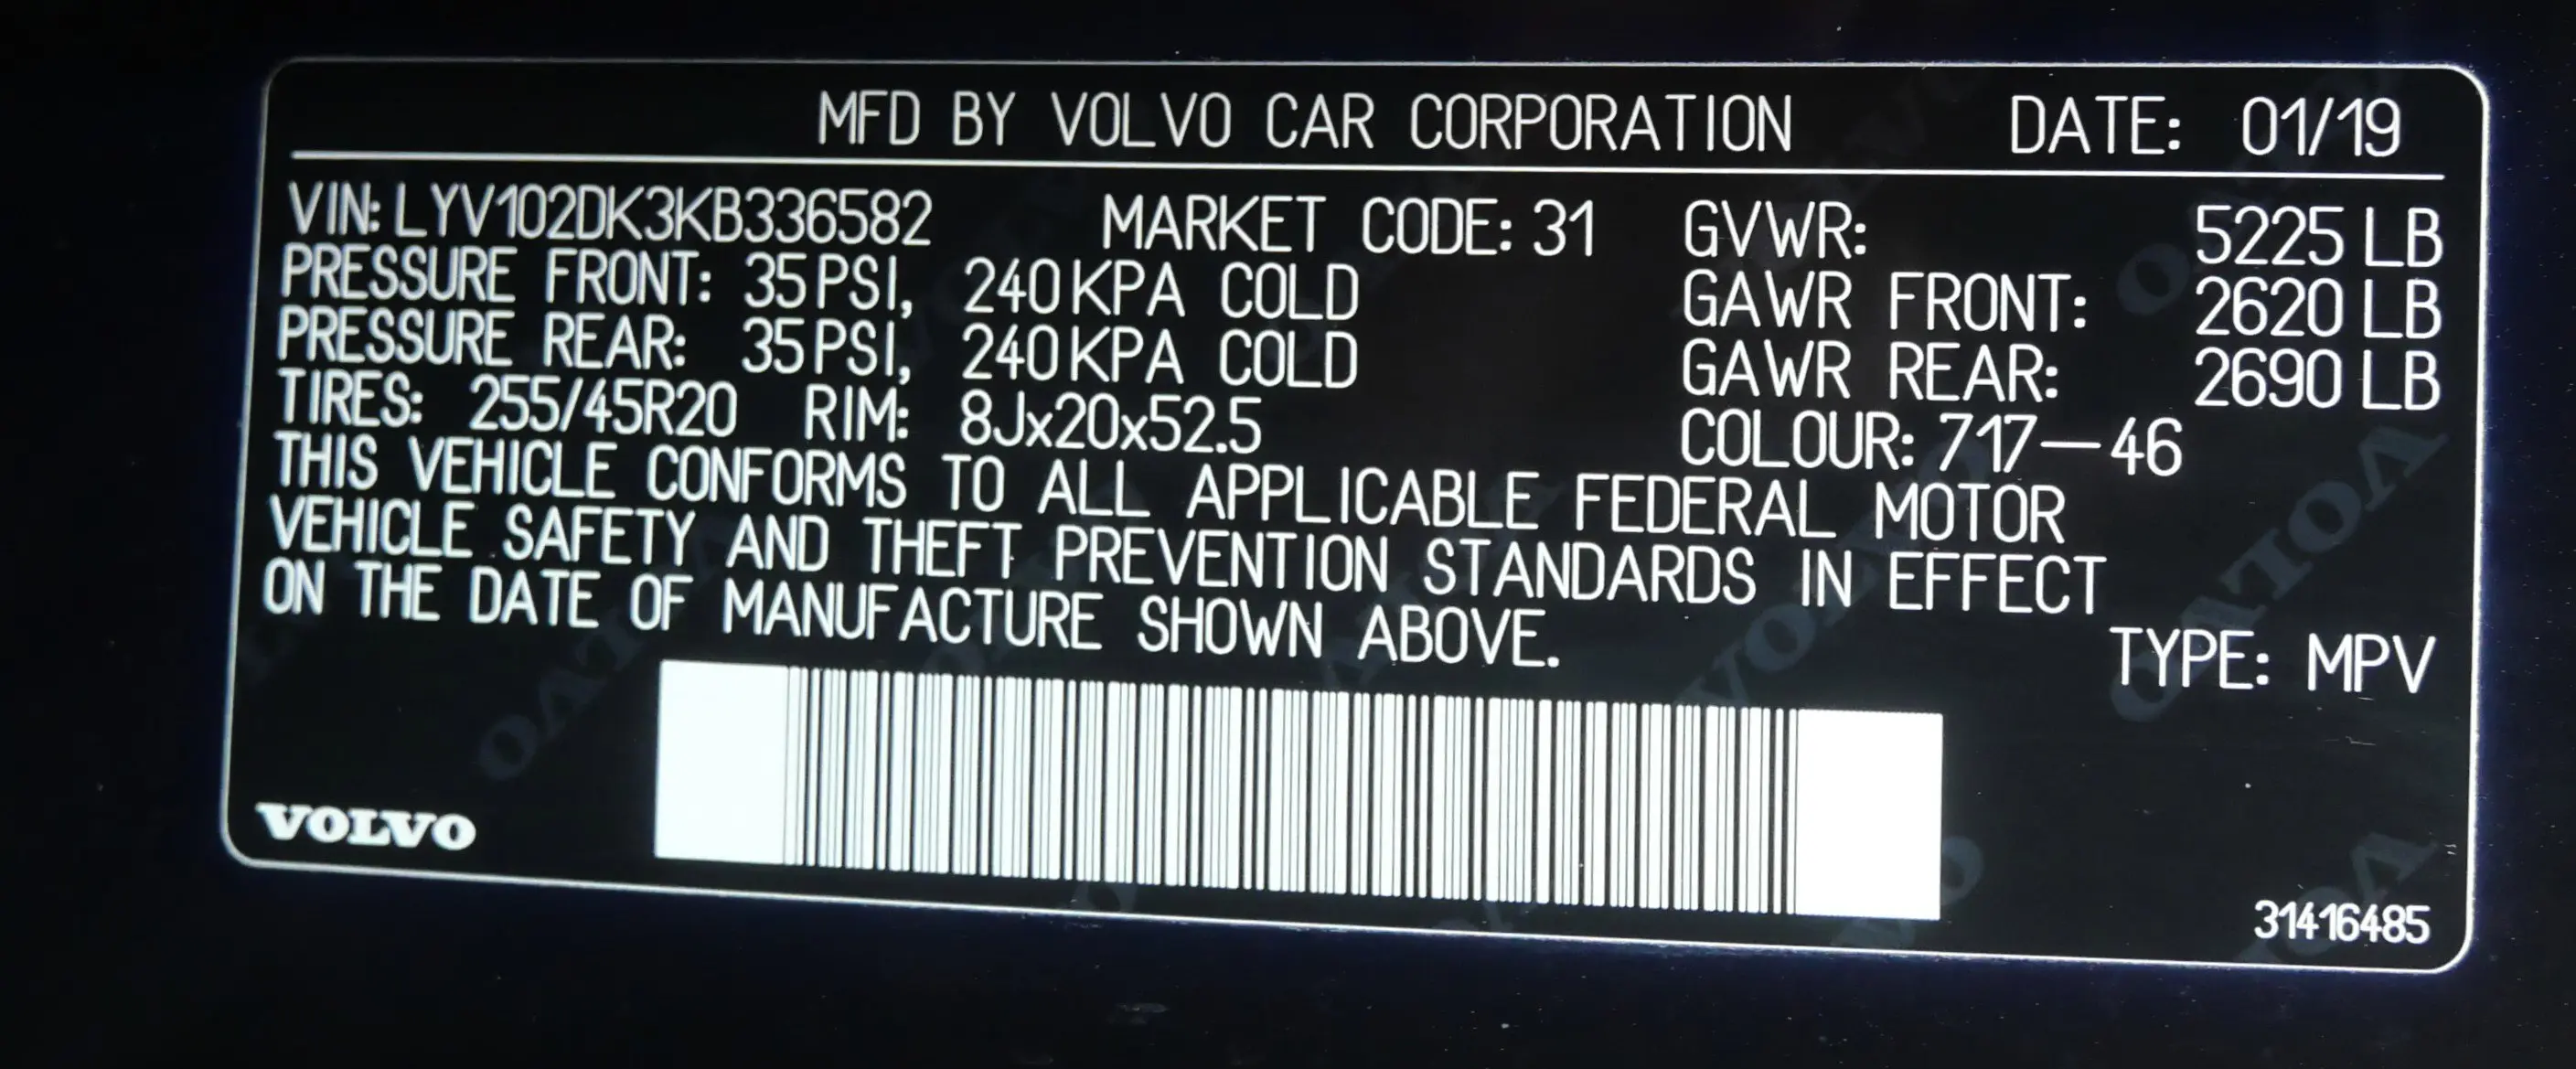 MFD BY VOLVO CAR CORPORATION DATE: 01/19
VIN: LYV102DK3KB336582 MARKET CODE: 31 GVWR: 5225 LB
PRESSURE FRONT: 35 PSI, 240 KPA COLD GAWR FRONT: 2620 LB
PRESSURE REAR: 35 PSI, 240 KPA COLD GAWR REAR: 2690 LB
TIRES: 255/45R20 RIM: 8Jx20x52.5 COLOUR: 717-46
THIS VEHICLE CONFORMS TO ALL APPLICABLE FEDERAL MOTOR
VEHICLE SAFETY AND THEFT PREVENTION STANDARDS IN EFFECT
ON THE DATE OF MANUFACTURE SHOWN ABOVE.
TYPE: MPV
VOLVO
31416485